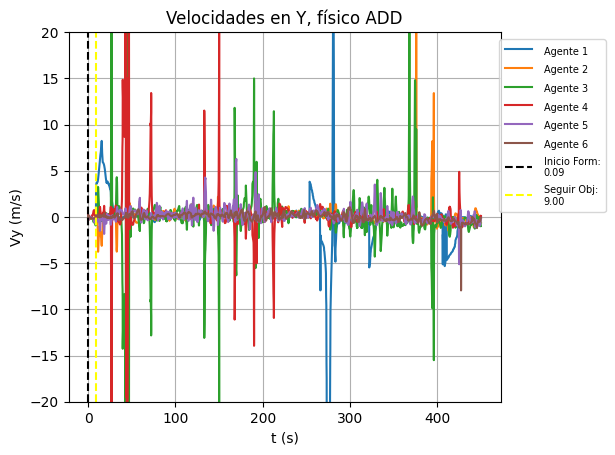 Velocidades en Y, físico ADD
Vy (m/s)
20
15
10
5
0
−5
−10
−15
−20
0
100
200
300
400
t (s)
Agente 1
Agente 2
Agente 3
Agente 4
Agente 5
Agente 6
Inicio Form:
0.09
Seguir Obj:
9.00